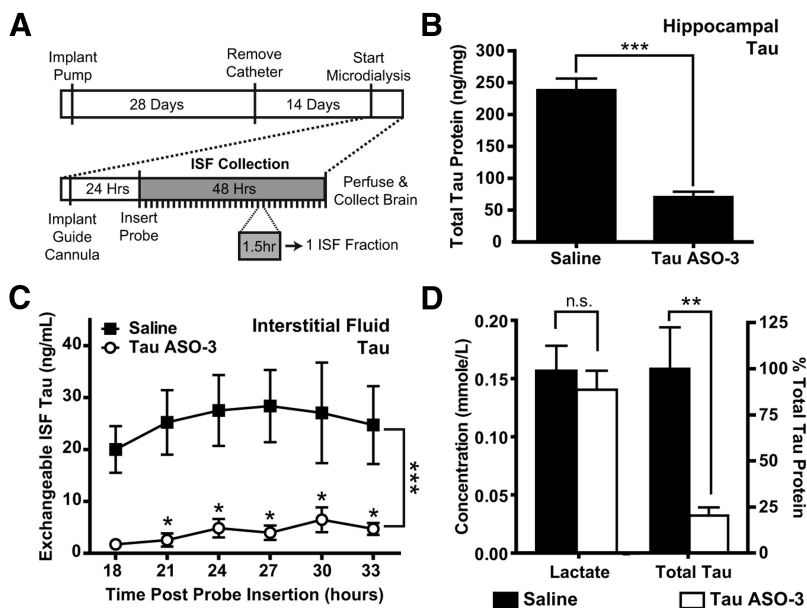 A
Implant
Pump
Remove
Catheter
Start
Microdialysis
28 Days
14 Days
ISF Collection
24 Hrs
48 Hrs
Perfuse &
Collect Brain
Implant
Guide
Cannula
Insert
Probe
1.5hr
1 ISF Fraction
B
Hippocampal
Tau
Total Tau Protein (ng/mg)
300
250
200
150
100
50
0
***
Saline
Tau ASO-3
C
Saline
Tau ASO-3
Interstitial Fluid
Tau
Exchangeable ISF Tau (ng/mL)
40
30
20
10
0
* * * * *
***
18 21 24 27 30 33
Time Post Probe Insertion (hours)
D
n.s.
**
Concentration (mmole/L)
0.20
0.15
0.10
0.05
0.00
125
100
75
50
25
0
% Total Tau Protein
Lactate
Total Tau
Saline
Tau ASO-3